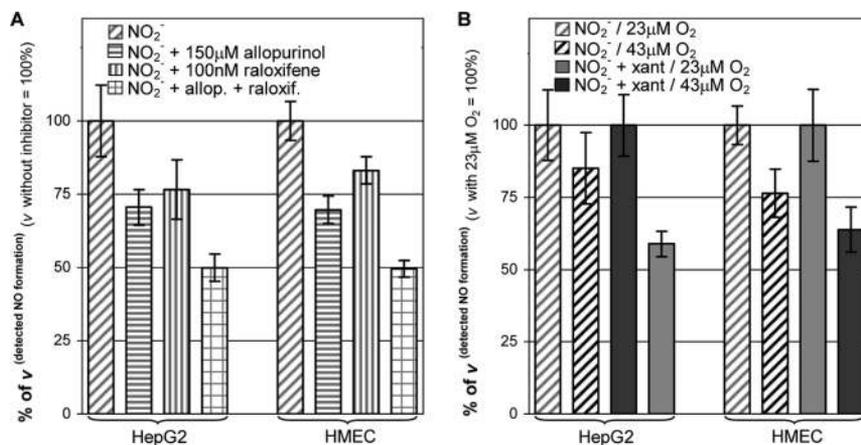 A
% of v (detected NO formation) (v without inhibitor = 100%)
NO₂⁻
NO₂⁻ + 150μM allopurinol
NO₂⁻ + 100nM raloxifene
NO₂⁻ + allop. + raloxif.
100
75
50
25
0
HepG2 HMEC
B
% of v (detected NO formation) (v with 23μM O₂ = 100%)
NO₂⁻ / 23μM O₂
NO₂⁻ / 43μM O₂
NO₂⁻ + xant / 23μM O₂
NO₂⁻ + xant / 43μM O₂
100
75
50
25
0
HepG2 HMEC